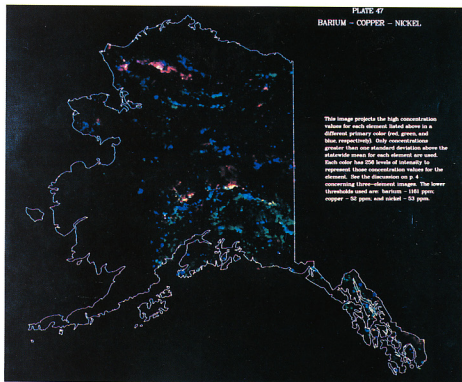 PLATE 47
BARIUM - COPPER - NICKEL
This image projects the high concentration
values for each element listed above in a
different primary color (red, green, and
blue, respectively). Only concentrations
greater than one standard deviation above the
statewide mean for each element are used.
Each color has 256 levels of intensity to
represent those concentration values for the
element. See the discussion on p. 4
concerning three-element images. The lower
thresholds used are: barium - 1161 ppm;
copper - 52 ppm; and nickel - 53 ppm.